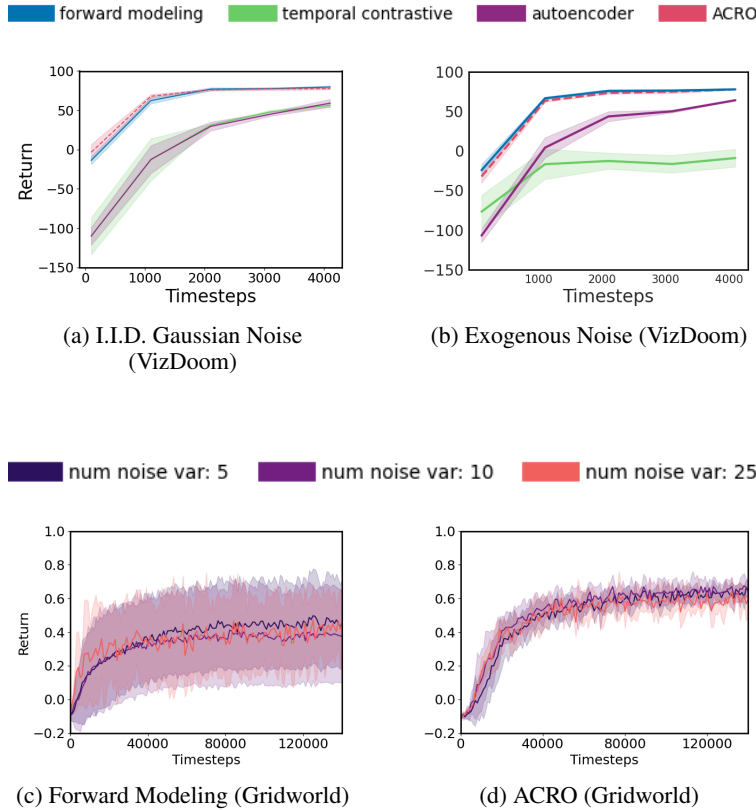 forward modeling temporal contrastive autoencoder ACRO
100
50
0
−50
−100
−150
Return
0 1000 2000 3000 4000
Timesteps
(a) I.I.D. Gaussian Noise
(VizDoom)
100
50
0
−50
−100
−150
1000 2000 3000 4000
Timesteps
(b) Exogenous Noise (VizDoom)
num noise var: 5 num noise var: 10 num noise var: 25
1.0
0.8
0.6
0.4
0.2
0.0
−0.2
Return
0 40000 80000 120000
Timesteps
(c) Forward Modeling (Gridworld)
1.0
0.8
0.6
0.4
0.2
0.0
−0.2
0 40000 80000 120000
Timesteps
(d) ACRO (Gridworld)